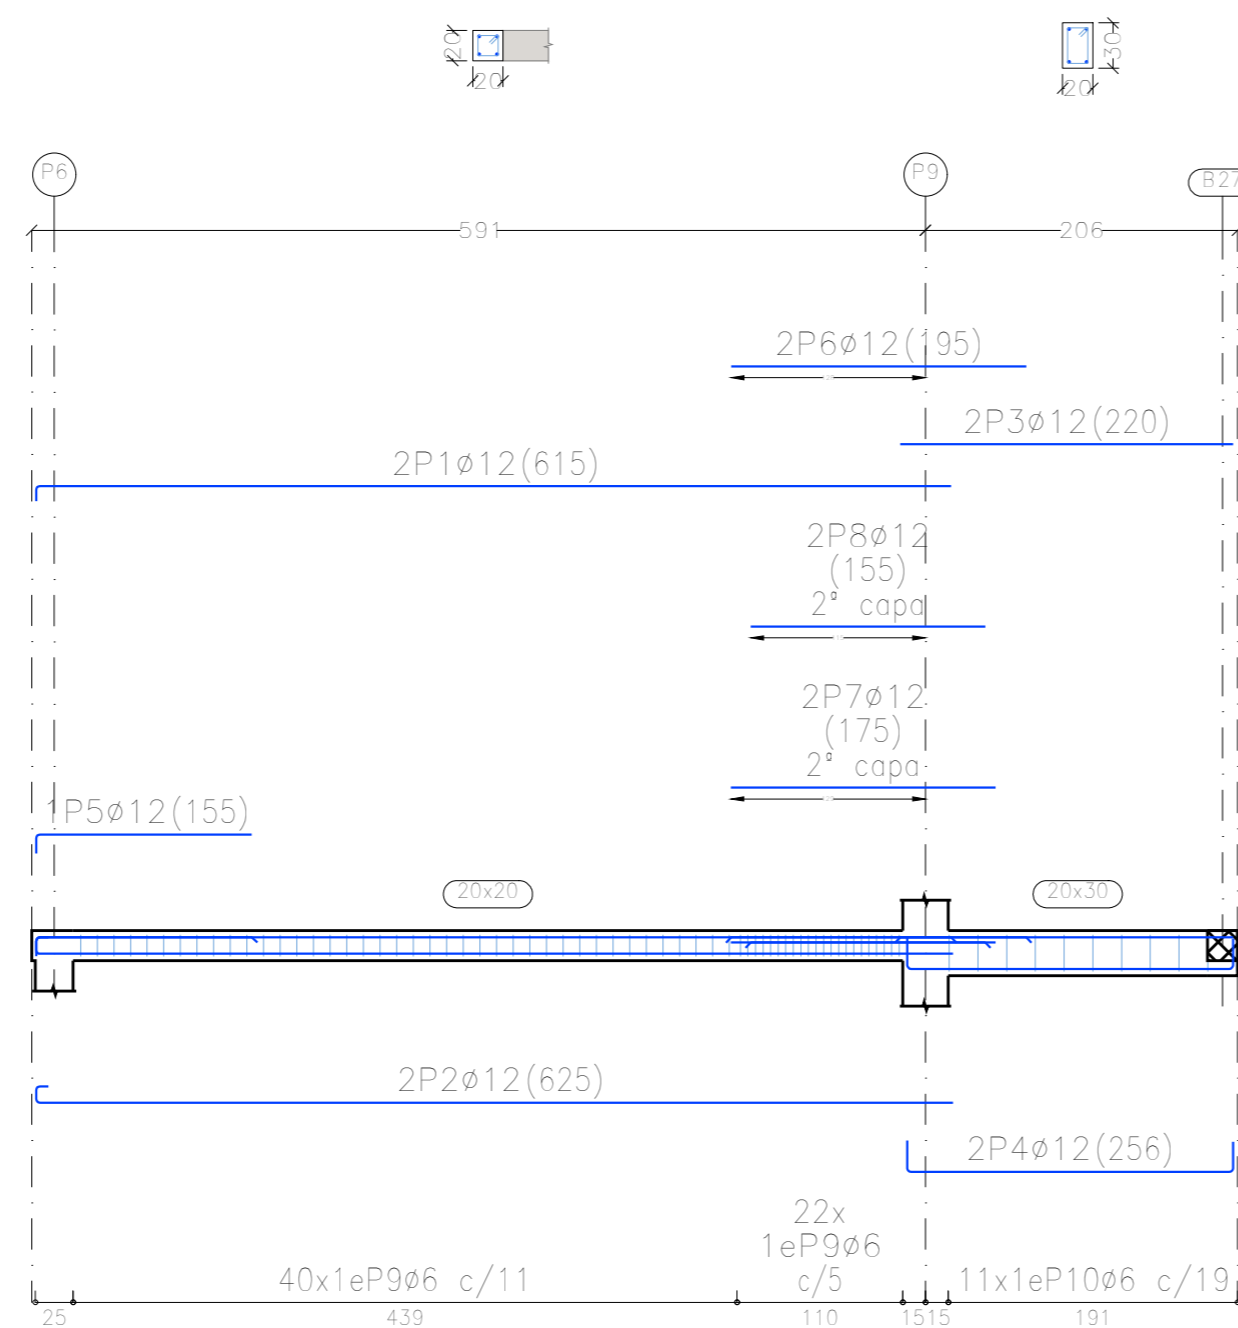 20
20
30
20
P6
P9
B27
591
206
2P6ø12(195)
2P3ø12(220)
2P1ø12(615)
2P8ø12
(155)
2ª capa
2P7ø12
(175)
2ª capa
1P5ø12(155)
20x20
20x30
2P2ø12(625)
2P4ø12(256)
22x
1eP9ø6
c/5
40x1eP9ø6 c/11
11x1eP10ø6 c/19
25
439
110
15
15
191